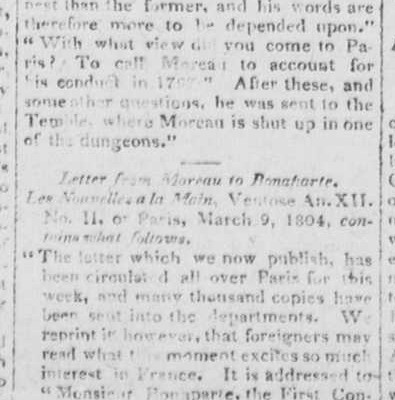 nest than the former, and his words are
therefore more to be depended upon."
"With what view did you come to Pa-
ris? To call Moreau to account for
his conduct in" After these, and
some other questions, he was sent to the
Temple, where Moreau is shut up in one
of the dungeons."
Letter from Moreau to Bonaparte.
Les Nouvelles a la Main, Ventose An. XII.
No. II. or Paris, March 9, 1804, con-
tains what follows.
"The letter which we now publish, has
been circulated all over Paris for this
week, and many thousand copies have
been sent into the departments. We
reprint it however, that foreigners may
read what this moment excites so much
interest in France. It is addressed to
"Monsieur Bonaparte, the First Con-